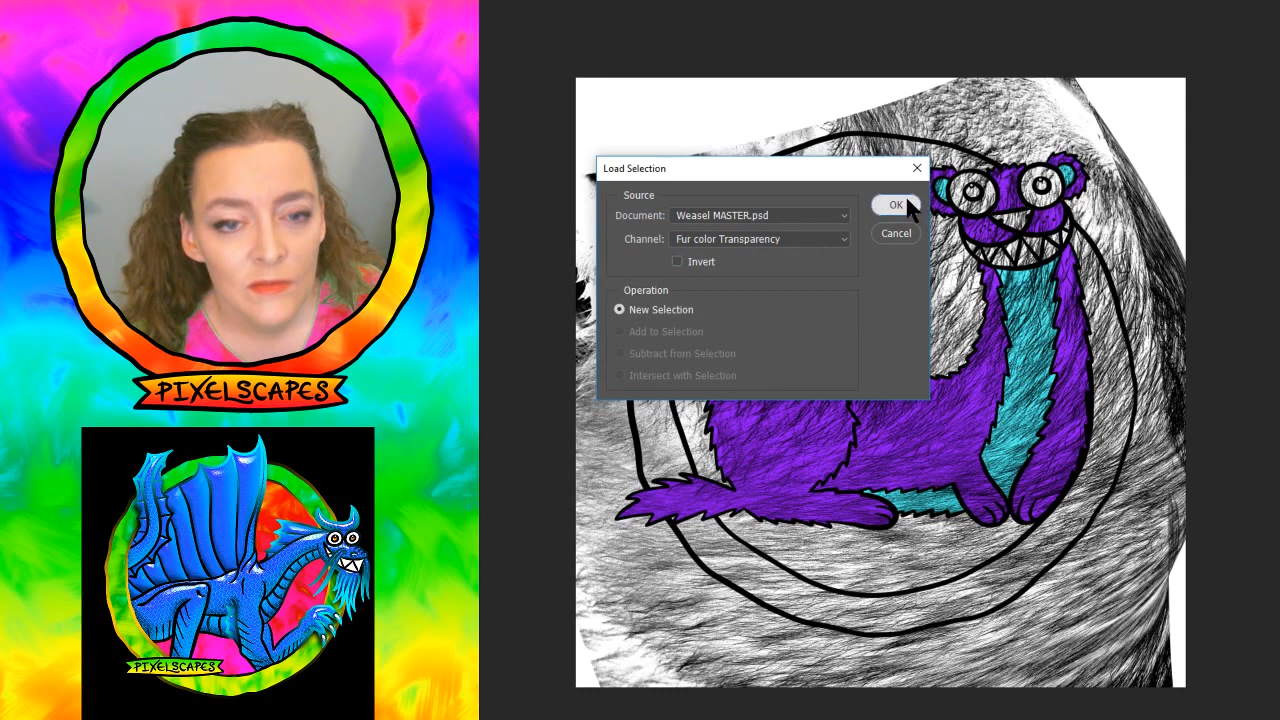 PIXELSCAPES
PIXELSCAPES
Load Selection
Source
Document: Weasel MASTER.psd
Channel: Fur color Transparency
Invert
Operation
New Selection
Add to Selection
Subtract from Selection
Intersect with Selection
OK
Cancel